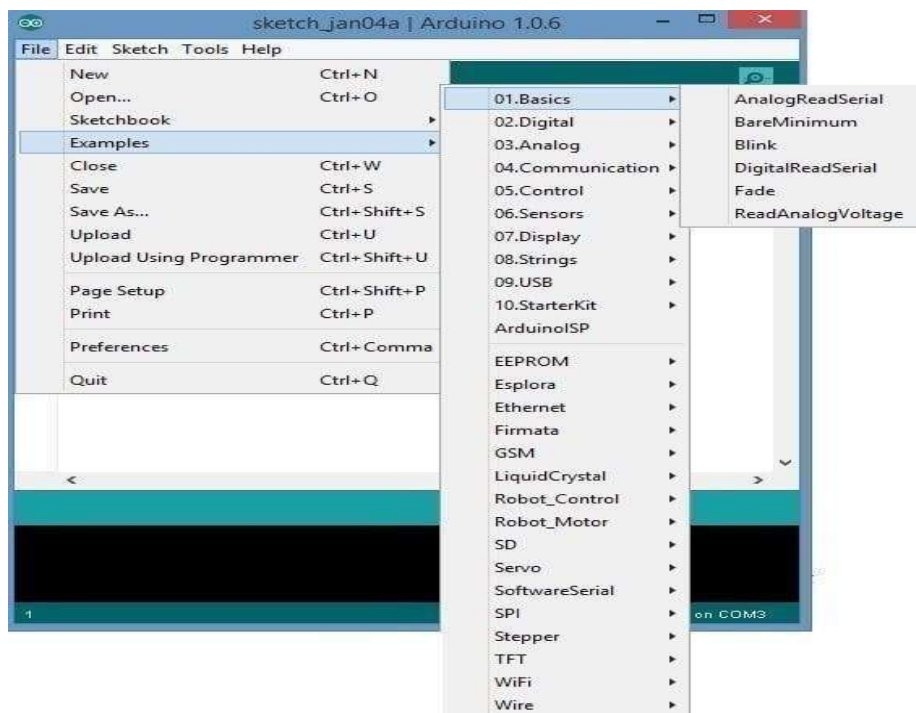 sketch_jan04a | Arduino 1.0.6
File Edit Sketch Tools Help
New Ctrl+N
Open... Ctrl+O
Sketchbook
Examples
Close Ctrl+W
Save Ctrl+S
Save As... Ctrl+Shift+S
Upload Ctrl+U
Upload Using Programmer Ctrl+Shift+U
Page Setup Ctrl+Shift+P
Print Ctrl+P
Preferences Ctrl+Comma
Quit Ctrl+Q
01.Basics
02.Digital
03.Analog
04.Communication
05.Control
06.Sensors
07.Display
08.Strings
09.USB
10.StarterKit
ArduinoISP
EEPROM
Esplora
Ethernet
Firmata
GSM
LiquidCrystal
Robot_Control
Robot_Motor
SD
Servo
SoftwareSerial
SPI
Stepper
TFT
WiFi
Wire
AnalogReadSerial
BareMinimum
Blink
DigitalReadSerial
Fade
ReadAnalogVoltage
1 on COM3